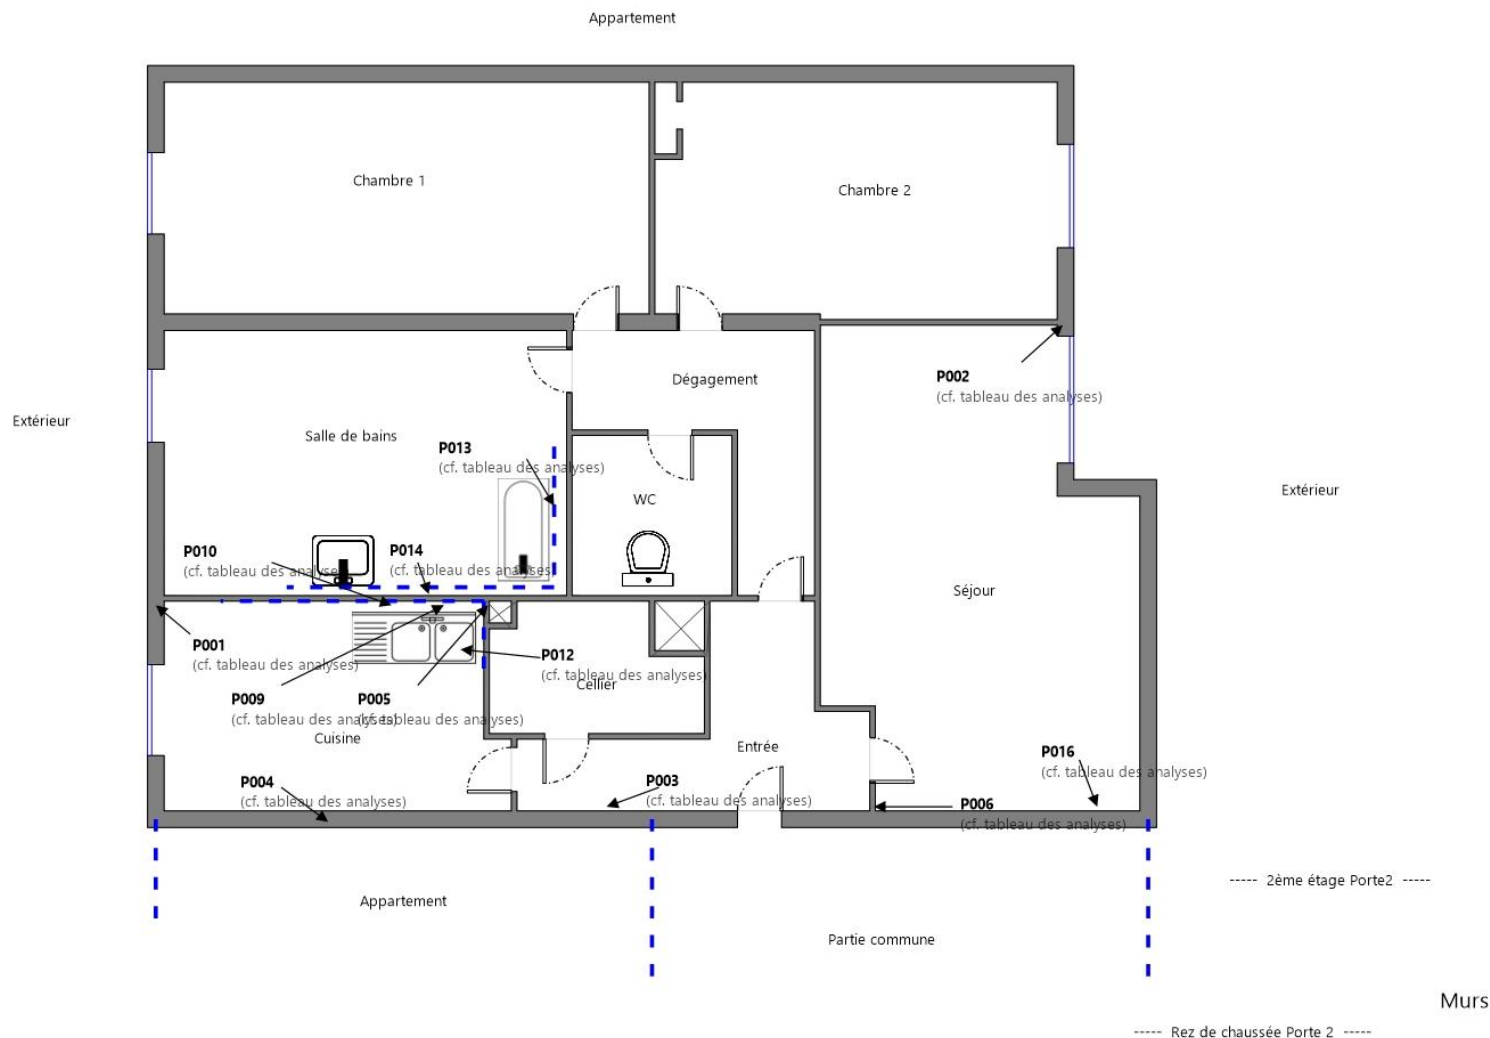 Appartement
Chambre 1
Chambre 2
P002
(cf. tableau des analyses)
Dégagement
Extérieur
Salle de bains
P013
(cf. tableau des analyses)
WC
Extérieur
P010
(cf. tableau des analyses)
P014
(cf. tableau des analyses)
Séjour
P001
(cf. tableau des analyses)
P012
(cf. tableau des analyses)
Cellier
P009
(cf. tableau des analyses)
P005
(cf. tableau des analyses)
Cuisine
Entrée
P016
(cf. tableau des analyses)
P004
(cf. tableau des analyses)
P003
(cf. tableau des analyses)
P006
(cf. tableau des analyses)
----- 2ème étage Porte2 -----
Appartement
Partie commune
Murs
----- Rez de chaussée Porte 2 -----